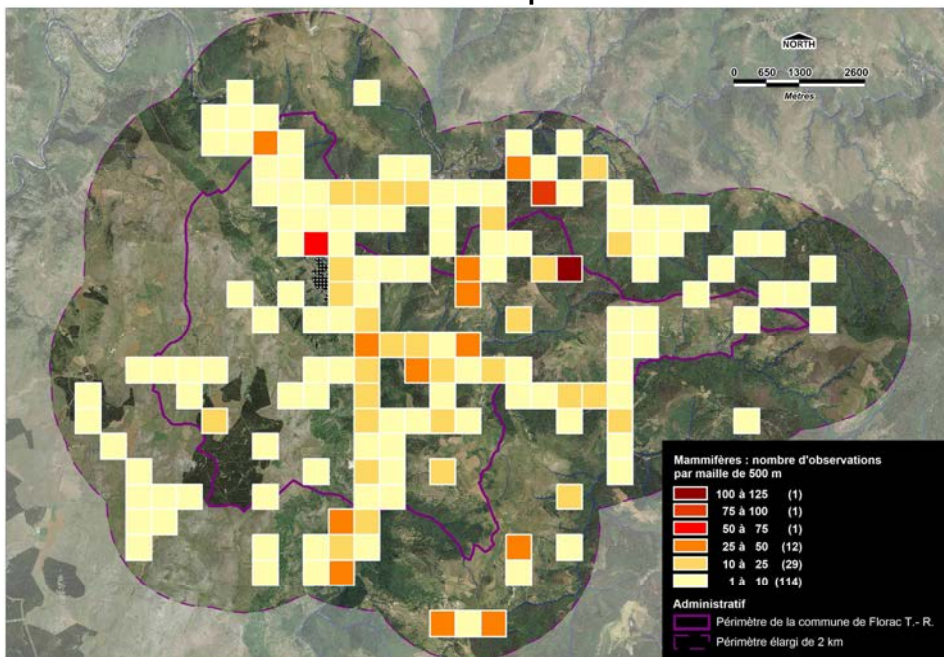 NORTH
0 650 1300 2600
Mètres
Mammifères : nombre d'observations
par maille de 500 m
100 à 125 (1)
75 à 100 (1)
50 à 75 (1)
25 à 50 (12)
10 à 25 (29)
1 à 10 (114)
Administratif
Périmètre de la commune de Florac T.- R.
Périmètre élargi de 2 km